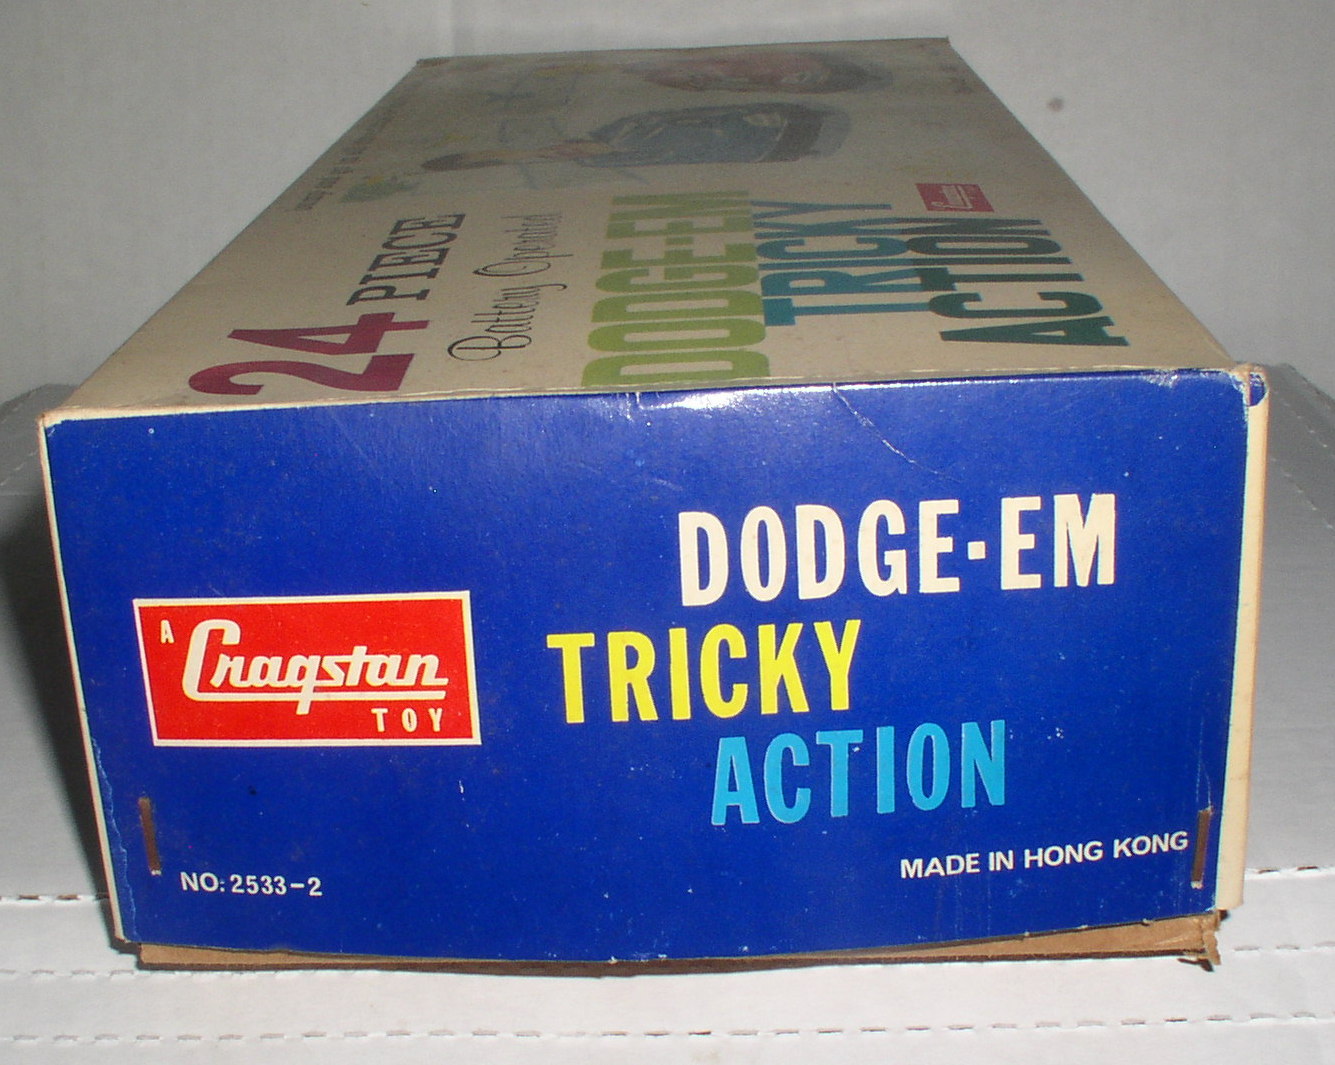 24 PIECE
Battery Operated
DODGE-EM
TRICKY
ACTION
Cragstan
DODGE-EM
TRICKY
ACTION
A
Cragstan
TOY
NO: 2533-2
MADE IN HONG KONG